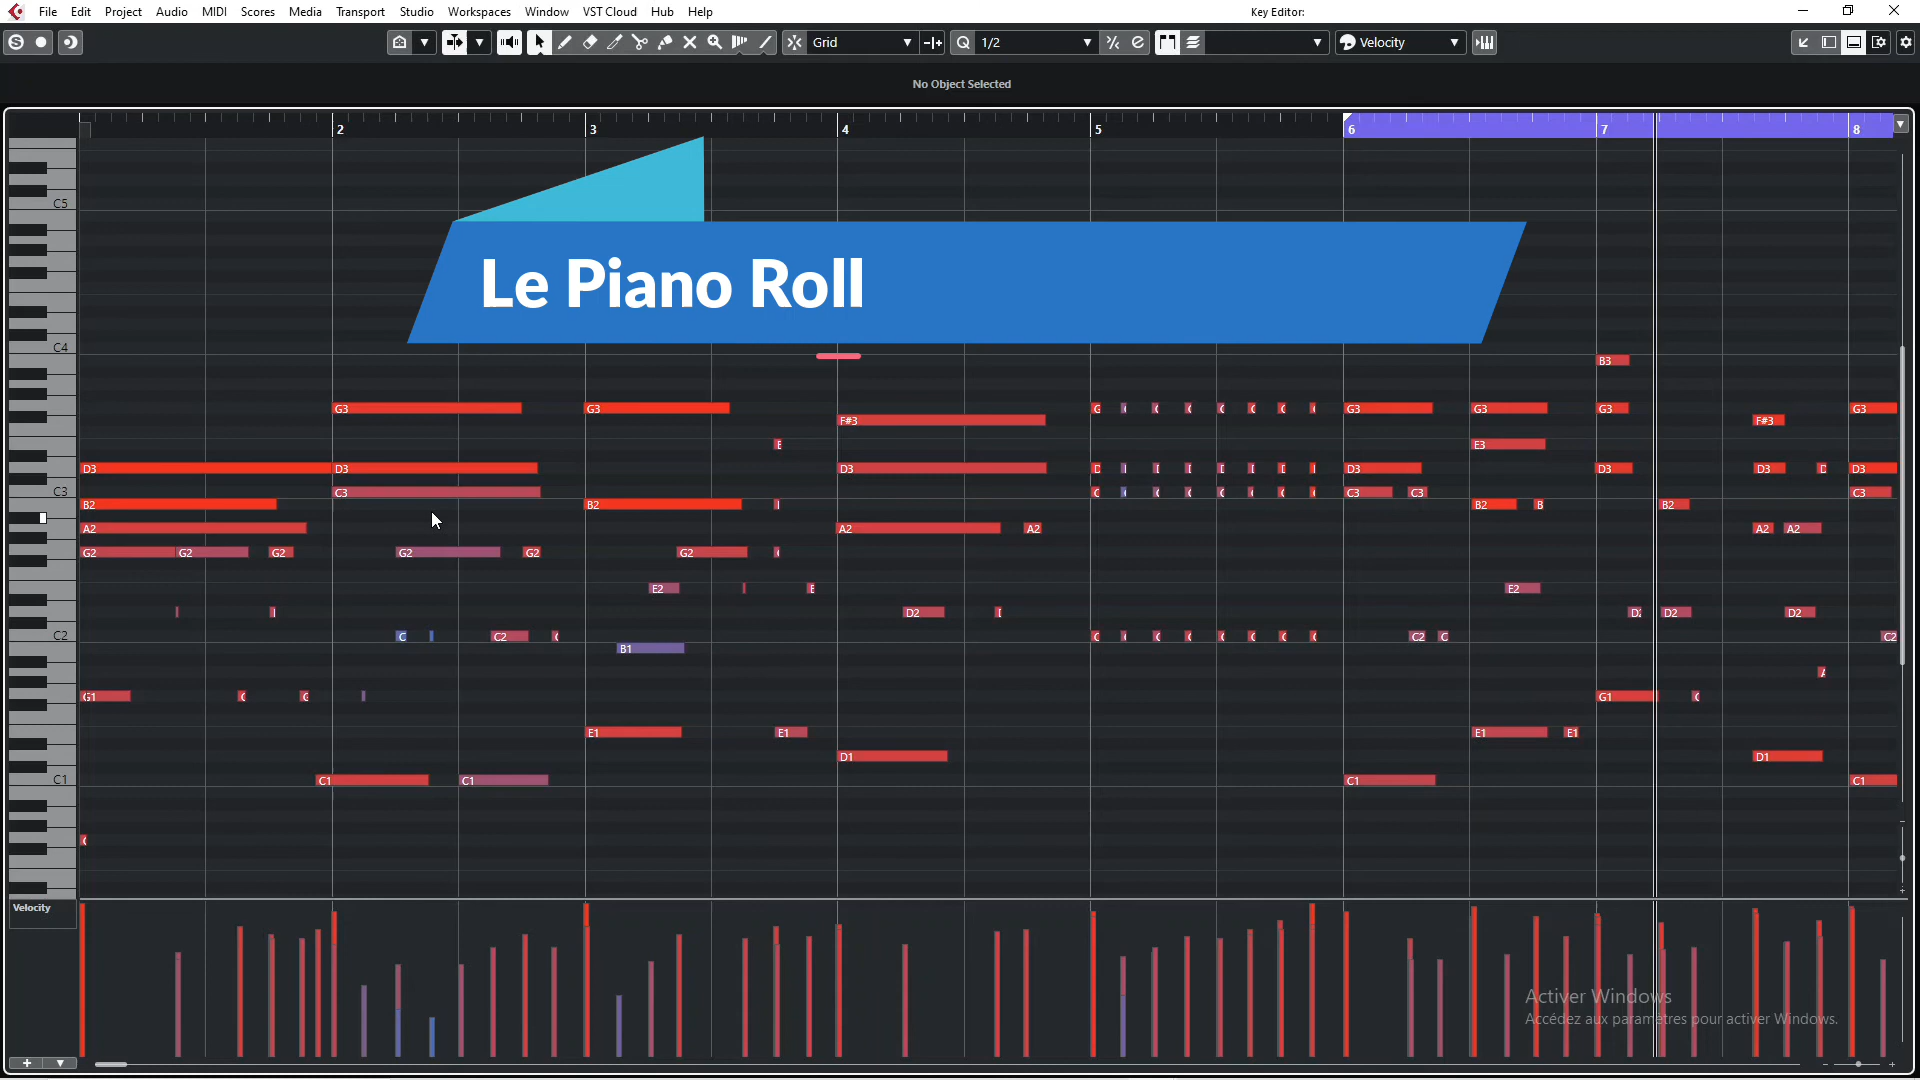 File Edit Project Audio MIDI Scores Media Transport Studio Workspaces Window VST Cloud Hub Help
Key Editor:
Grid
1/2
Velocity
No Object Selected
2 3 4 5 6 7 8
C5
Le Piano Roll
C4
B3
G3 G3 G3 G3 G3 G3
F#3 F#3
E3
D3 D3 D3 D3 D3 D3 D3
C3 C3 C3 C3 C3
B2 B2 B2 B B2
A2 A2 A2 A2 A2
G2 G2 G2 G2 G2 G2
E2 E2
D2 D2 D2 D2
C2 C C2 C2 C C2
B1
G1 G1
E1 E1 E1 E1
D1 D1
C1 C1 C1 C1 C1
Velocity
Activer Windows
Accédez aux paramètres pour activer Windows.